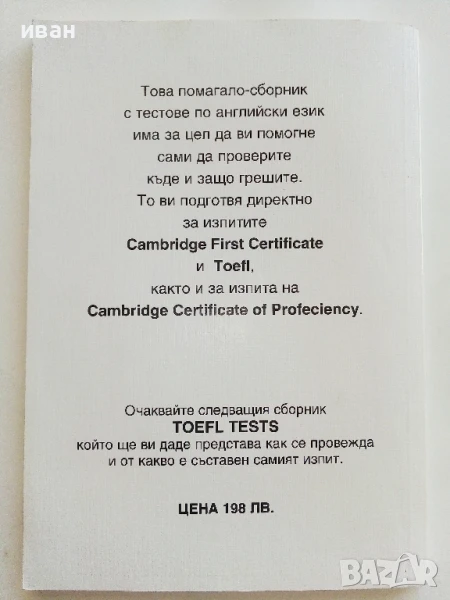 иван
Това помагало-сборник
с тестове по английски език
има за цел да ви помогне
сами да проверите
къде и защо грешите.
То ви подготвя директно
за изпитите
Cambridge First Certificate
и Toefl,
както и за изпита на
Cambridge Certificate of Profeciency.
Очаквайте следващия сборник
TOEFL TESTS
който ще ви даде представа как се провежда
и от какво е съставен самият изпит.
ЦЕНА 198 ЛВ.
BAZAR